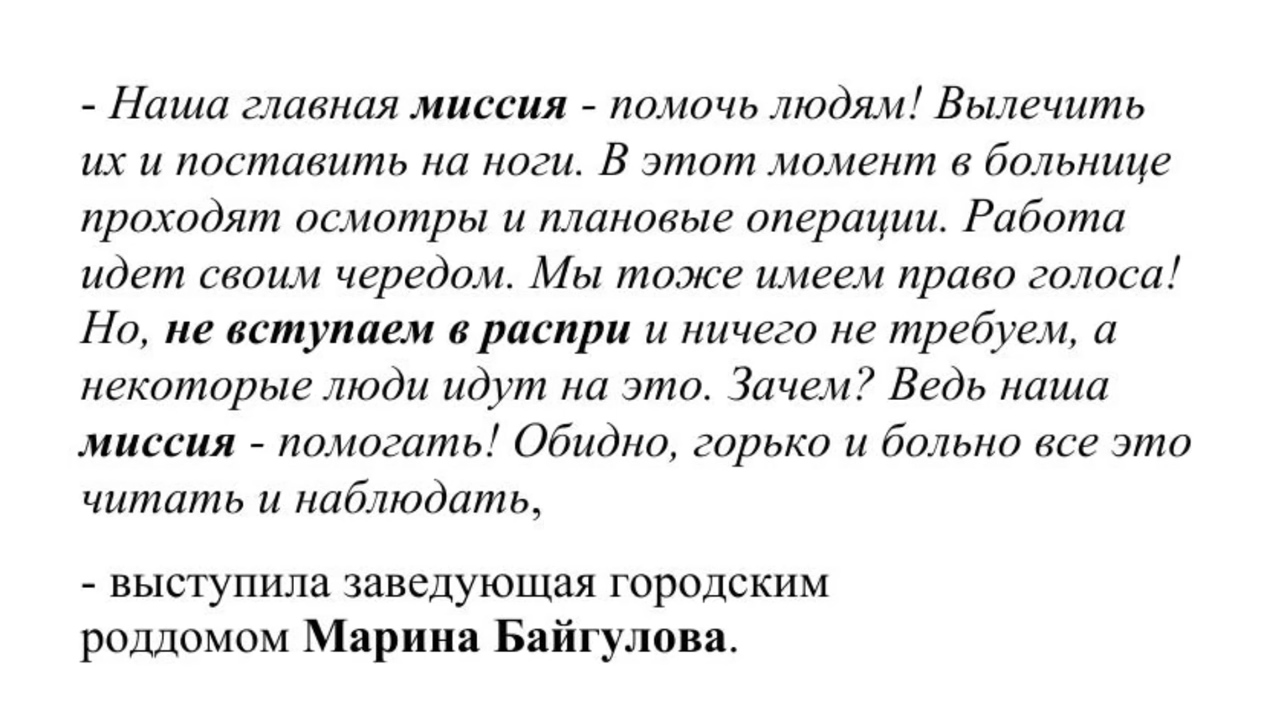 - Наша главная миссия - помочь людям! Вылечить
их и поставить на ноги. В этот момент в больнице
проходят осмотры и плановые операции. Работа
идет своим чередом. Мы тоже имеем право голоса!
Но, не вступаем в распри и ничего не требуем, а
некоторые люди идут на это. Зачем? Ведь наша
миссия - помогать! Обидно, горько и больно все это
читать и наблюдать,
- выступила заведующая городским
роддомом Марина Байгулова.